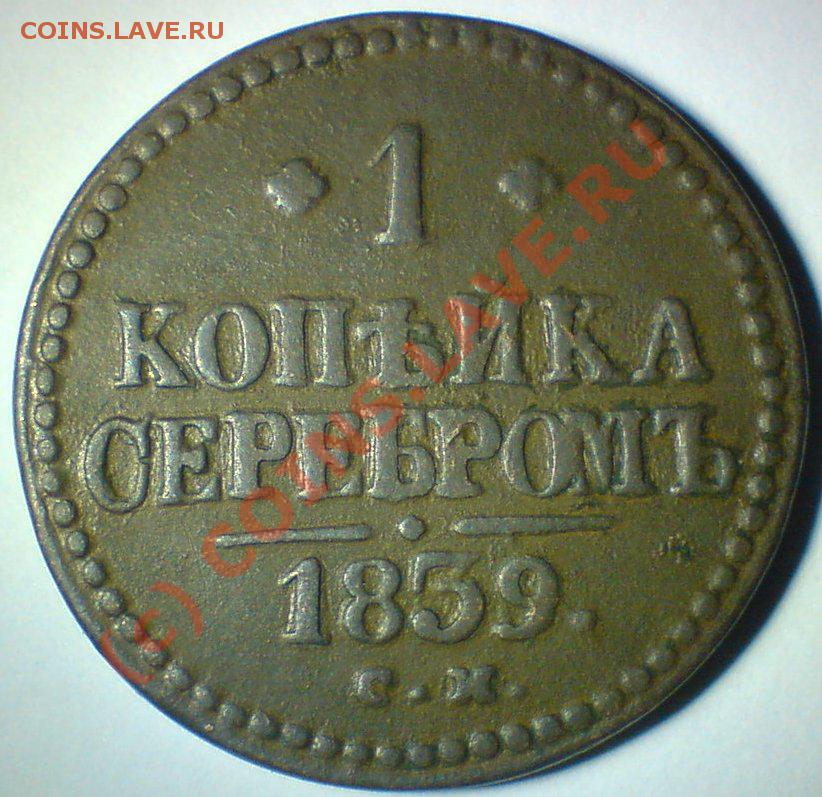 COINS.LAVE.RU
1
КОПѢЙКА
СЕРЕБРОМЪ
1839.
С.М.
(c) COINS.LAVE.RU